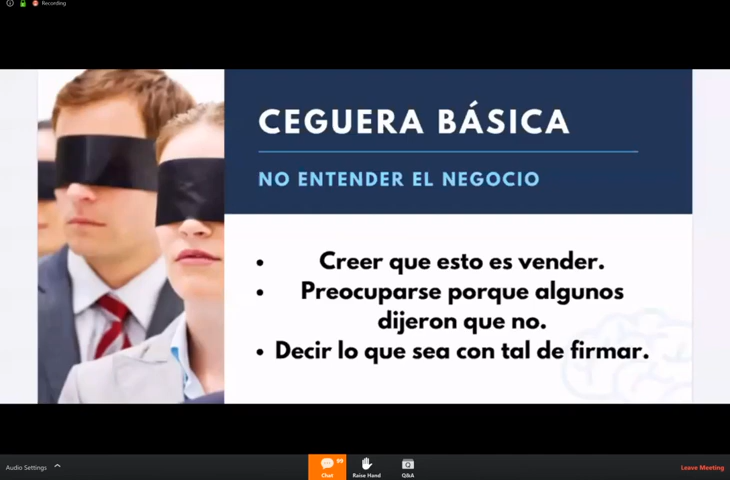 Recording
CEGUERA BÁSICA
NO ENTENDER EL NEGOCIO
• Creer que esto es vender.
• Preocuparse porque algunos
dijeron que no.
• Decir lo que sea con tal de firmar.
Audio Settings
Chat
Raise Hand
Q&A
Leave Meeting